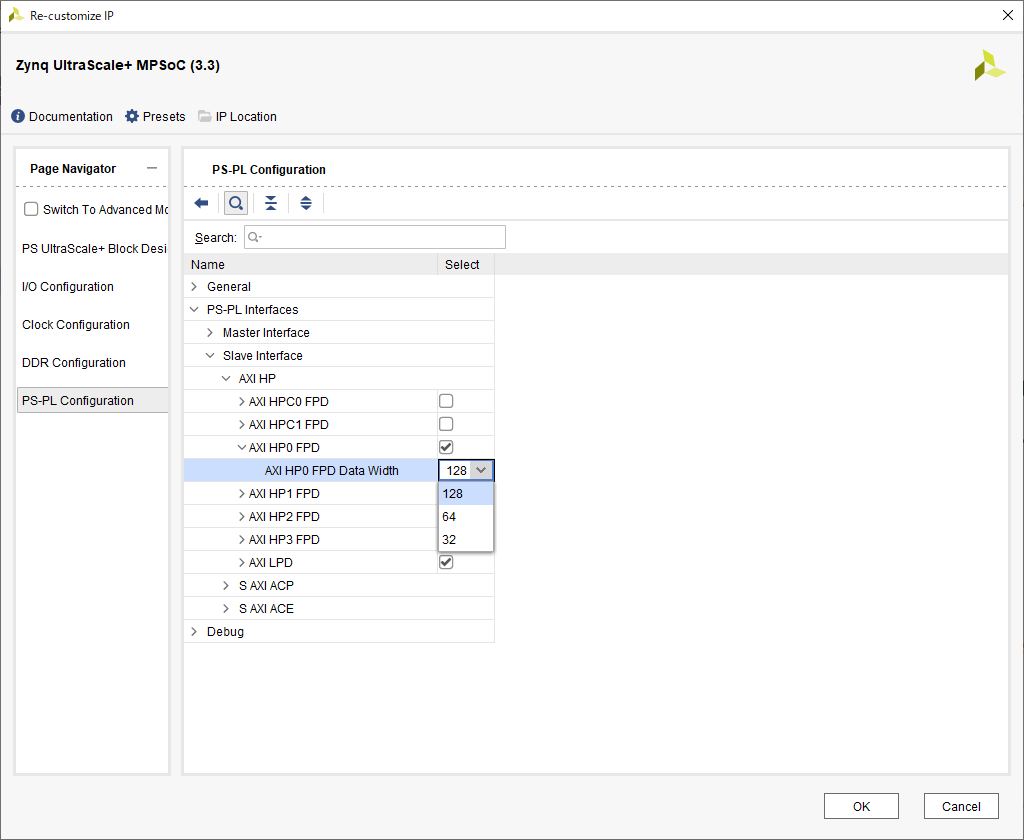 Re-customize IP
Zynq UltraScale+ MPSoC (3.3)
Documentation Presets IP Location
Page Navigator
Switch To Advanced Mo
PS UltraScale+ Block Desi
I/O Configuration
Clock Configuration
DDR Configuration
PS-PL Configuration
PS-PL Configuration
Search:
Name Select
General
PS-PL Interfaces
Master Interface
Slave Interface
AXI HP
AXI HPC0 FPD
AXI HPC1 FPD
AXI HP0 FPD
AXI HP0 FPD Data Width 128
128
AXI HP1 FPD
64
AXI HP2 FPD
32
AXI HP3 FPD
AXI LPD
S AXI ACP
S AXI ACE
Debug
OK Cancel